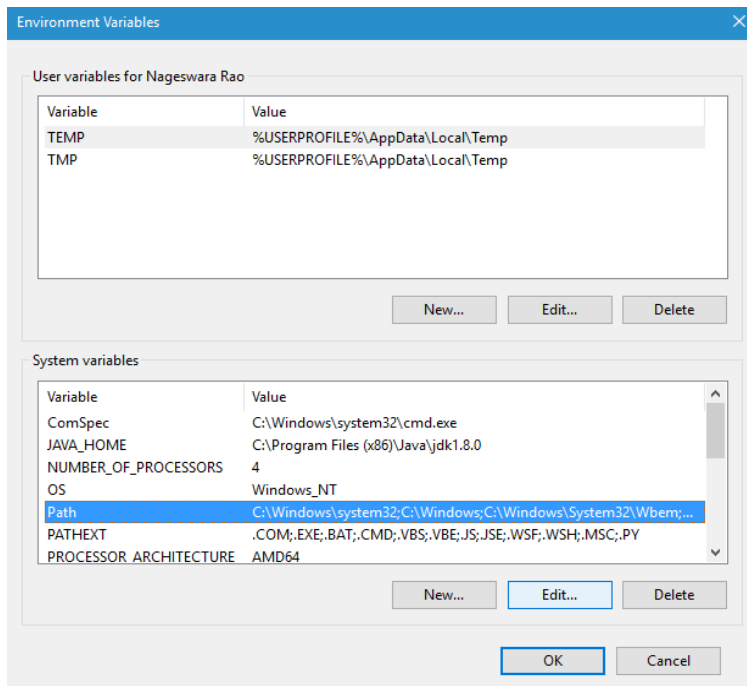 Environment Variables
User variables for Nageswara Rao
Variable Value
TEMP %USERPROFILE%\AppData\Local\Temp
TMP %USERPROFILE%\AppData\Local\Temp
New... Edit... Delete
System variables
Variable Value
ComSpec C:\Windows\system32\cmd.exe
JAVA_HOME C:\Program Files (x86)\Java\jdk1.8.0
NUMBER_OF_PROCESSORS 4
OS Windows_NT
Path C:\Windows\system32;C:\Windows;C:\Windows\System32\Wbem;...
PATHEXT .COM;.EXE;.BAT;.CMD;.VBS;.VBE;.JS;.JSE;.WSF;.WSH;.MSC;.PY
PROCESSOR_ARCHITECTURE AMD64
New... Edit... Delete
OK Cancel